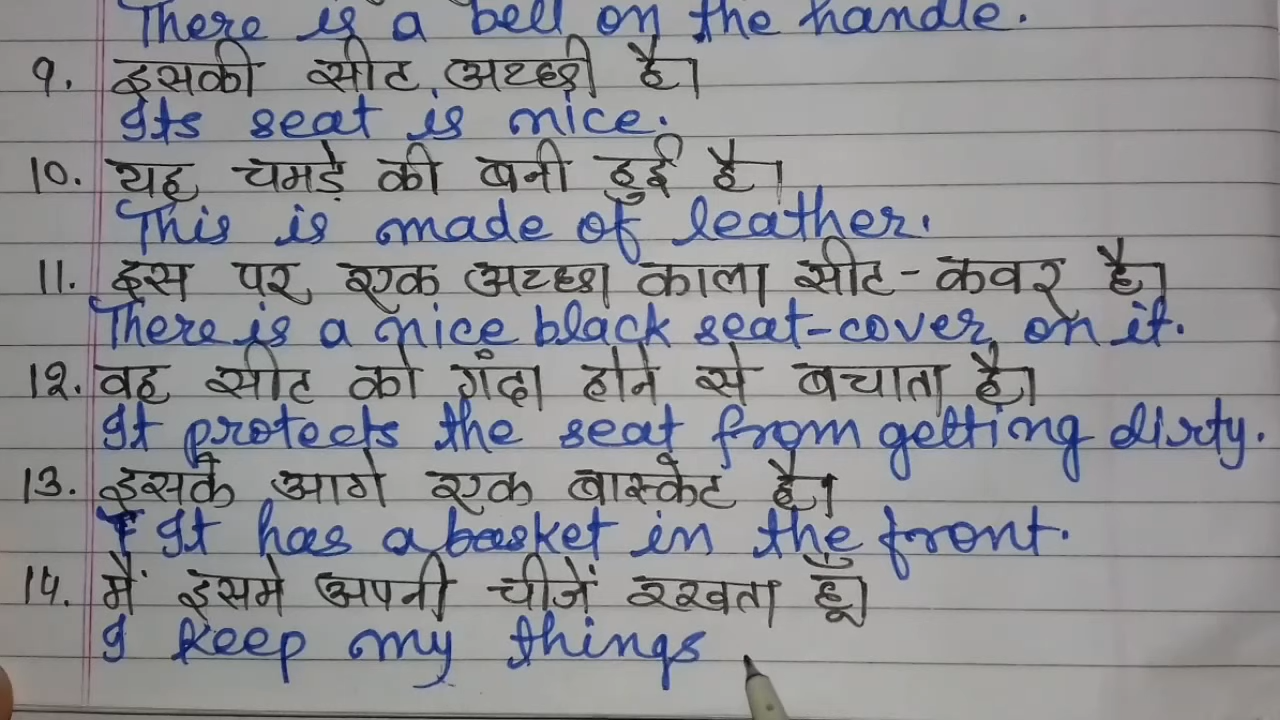 There is a bell on the handle.
9. इसकी सीट अच्छी है।
Its seat is nice.
10. यह चमड़े की बनी हुई है।
This is made of leather.
11. इस पर एक अच्छा काला सीट-कवर है।
There is a nice black seat-cover on it.
12. वह सीट को गंदा होने से बचाता है।
It protects the seat from getting dirty.
13. इसके आगे एक बास्केट है।
It has a basket in the front.
14. मैं इसमे अपनी चीजें रखता हूँ।
I keep my things